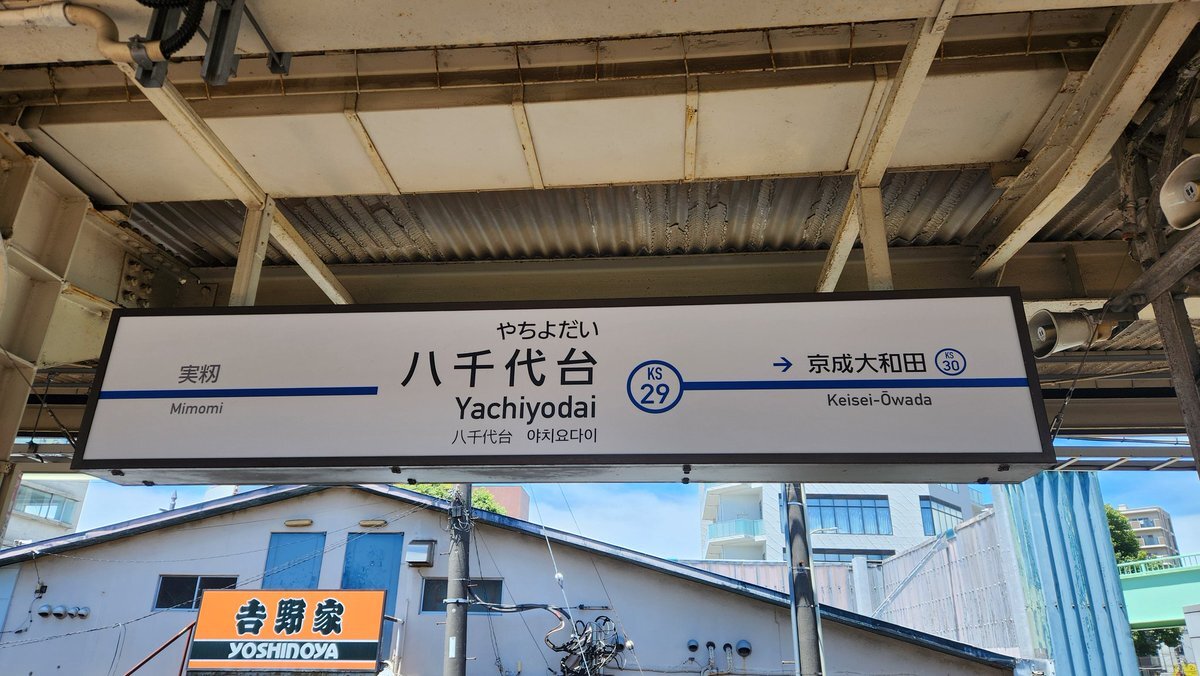 実籾
Mimomi
やちよだい
八千代台
Yachiyodai
八千代台 야치요다이
KS
29
→ 京成大和田
KS
30
Keisei-Ōwada
吉野家
YOSHINOYA